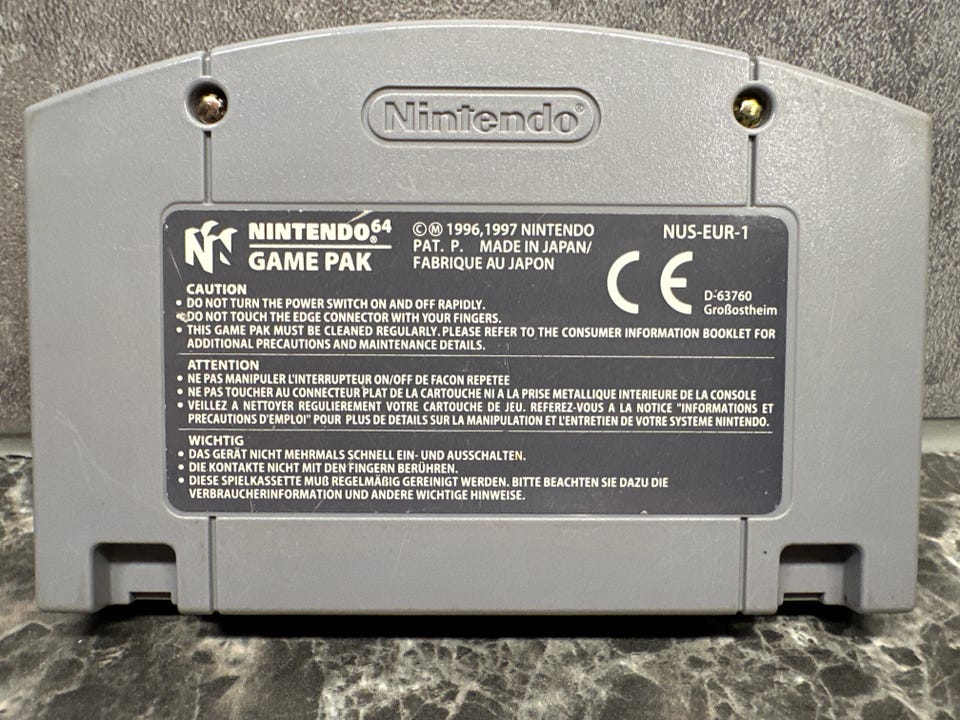 Nintendo®
NINTENDO64®
GAME PAK
©Ⓜ 1996,1997 NINTENDO
PAT. P. MADE IN JAPAN/
FABRIQUE AU JAPON
NUS-EUR-1
CE
D-63760
Großostheim
CAUTION
• DO NOT TURN THE POWER SWITCH ON AND OFF RAPIDLY.
• DO NOT TOUCH THE EDGE CONNECTOR WITH YOUR FINGERS.
• THIS GAME PAK MUST BE CLEANED REGULARLY. PLEASE REFER TO THE CONSUMER INFORMATION BOOKLET FOR
ADDITIONAL PRECAUTIONS AND MAINTENANCE DETAILS.
ATTENTION
• NE PAS MANIPULER L'INTERRUPTEUR ON/OFF DE FACON REPETEE
• NE PAS TOUCHER AU CONNECTEUR PLAT DE LA CARTOUCHE NI A LA PRISE METALLIQUE INTERIEURE DE LA CONSOLE
• VEILLEZ A NETTOYER REGULIEREMENT VOTRE CARTOUCHE DE JEU. REFEREZ-VOUS A LA NOTICE "INFORMATIONS ET
PRECAUTIONS D'EMPLOI" POUR PLUS DE DETAILS SUR LA MANIPULATION ET L'ENTRETIEN DE VOTRE SYSTEME NINTENDO.
WICHTIG
• DAS GERÄT NICHT MEHRMALS SCHNELL EIN- UND AUSSCHALTEN.
• DIE KONTAKTE NICHT MIT DEN FINGERN BERÜHREN.
• DIESE SPIELKASSETTE MUß REGELMÄßIG GEREINIGT WERDEN. BITTE BEACHTEN SIE DAZU DIE
VERBRAUCHERINFORMATION UND ANDERE WICHTIGE HINWEISE.